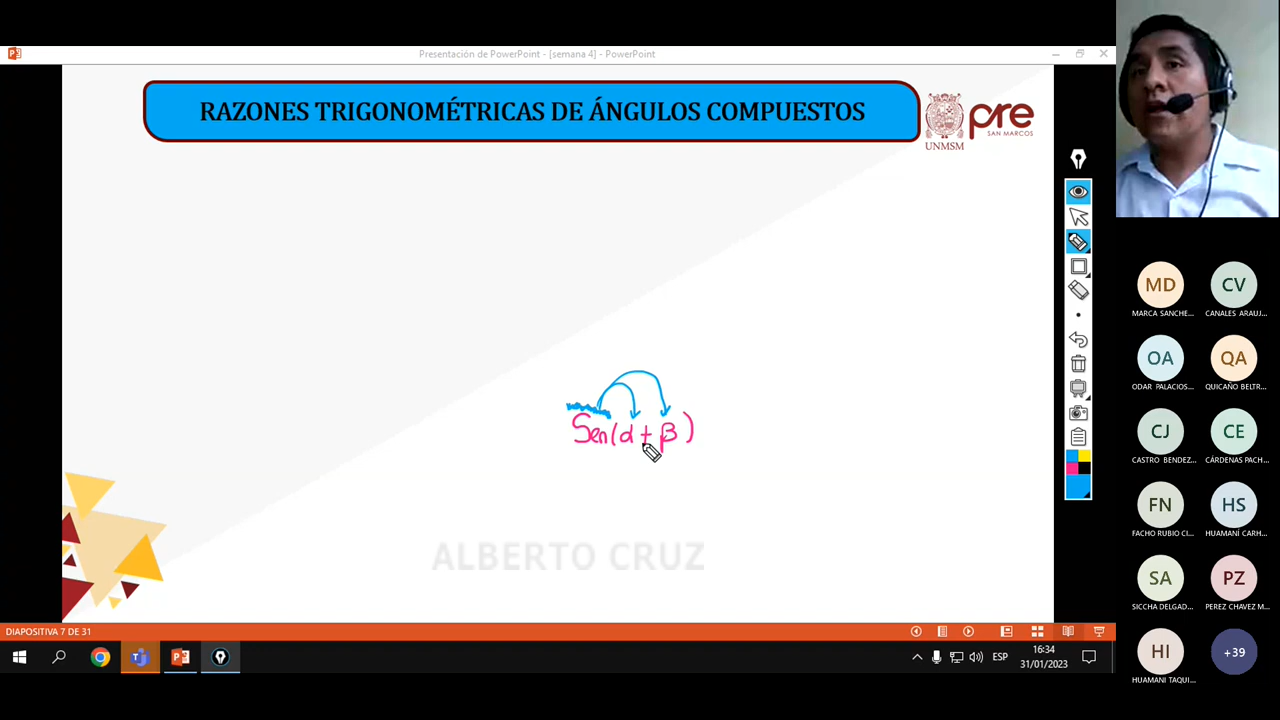 Presentación de PowerPoint - [semana 4] - PowerPoint
RAZONES TRIGONOMÉTRICAS DE ÁNGULOS COMPUESTOS
UNMSM
pre
SAN MARCOS
Sen(α + β)
ALBERTO CRUZ
DIAPOSITIVA 7 DE 31
ESP
16:34
31/01/2023
MD
MARCA SANCHE...
CV
CANALES ARAUJ...
OA
ODAR PALACIOS...
QA
QUICAÑO BELTR...
CJ
CASTRO BENDEZ...
CE
CÁRDENAS PACH...
FN
FACHO RUBIO CI...
HS
HUAMANÍ CARH...
SA
SICCHA DELGAD...
PZ
PEREZ CHAVEZ M...
HI
HUAMANI TAQUI...
+39